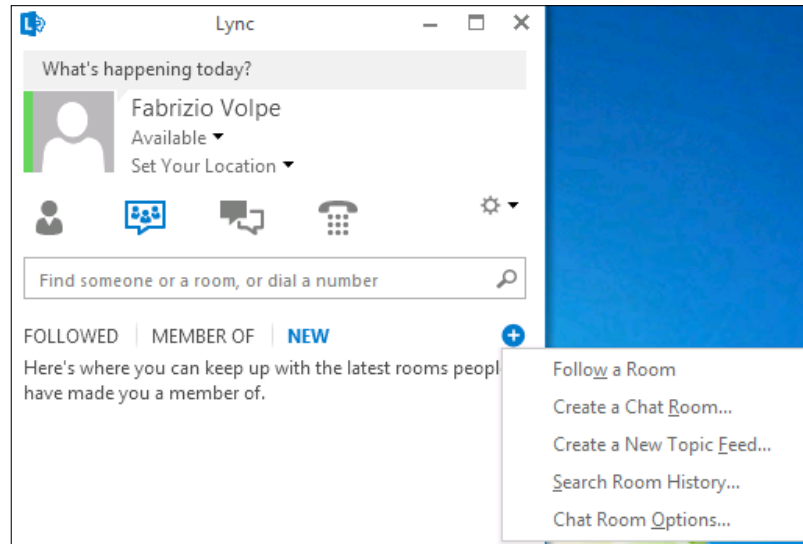 Lync
What's happening today?
Fabrizio Volpe
Available
Set Your Location
Find someone or a room, or dial a number
FOLLOWED MEMBER OF NEW
Here's where you can keep up with the latest rooms peopl
have made you a member of.
Follow a Room
Create a Chat Room...
Create a New Topic Feed...
Search Room History...
Chat Room Options...